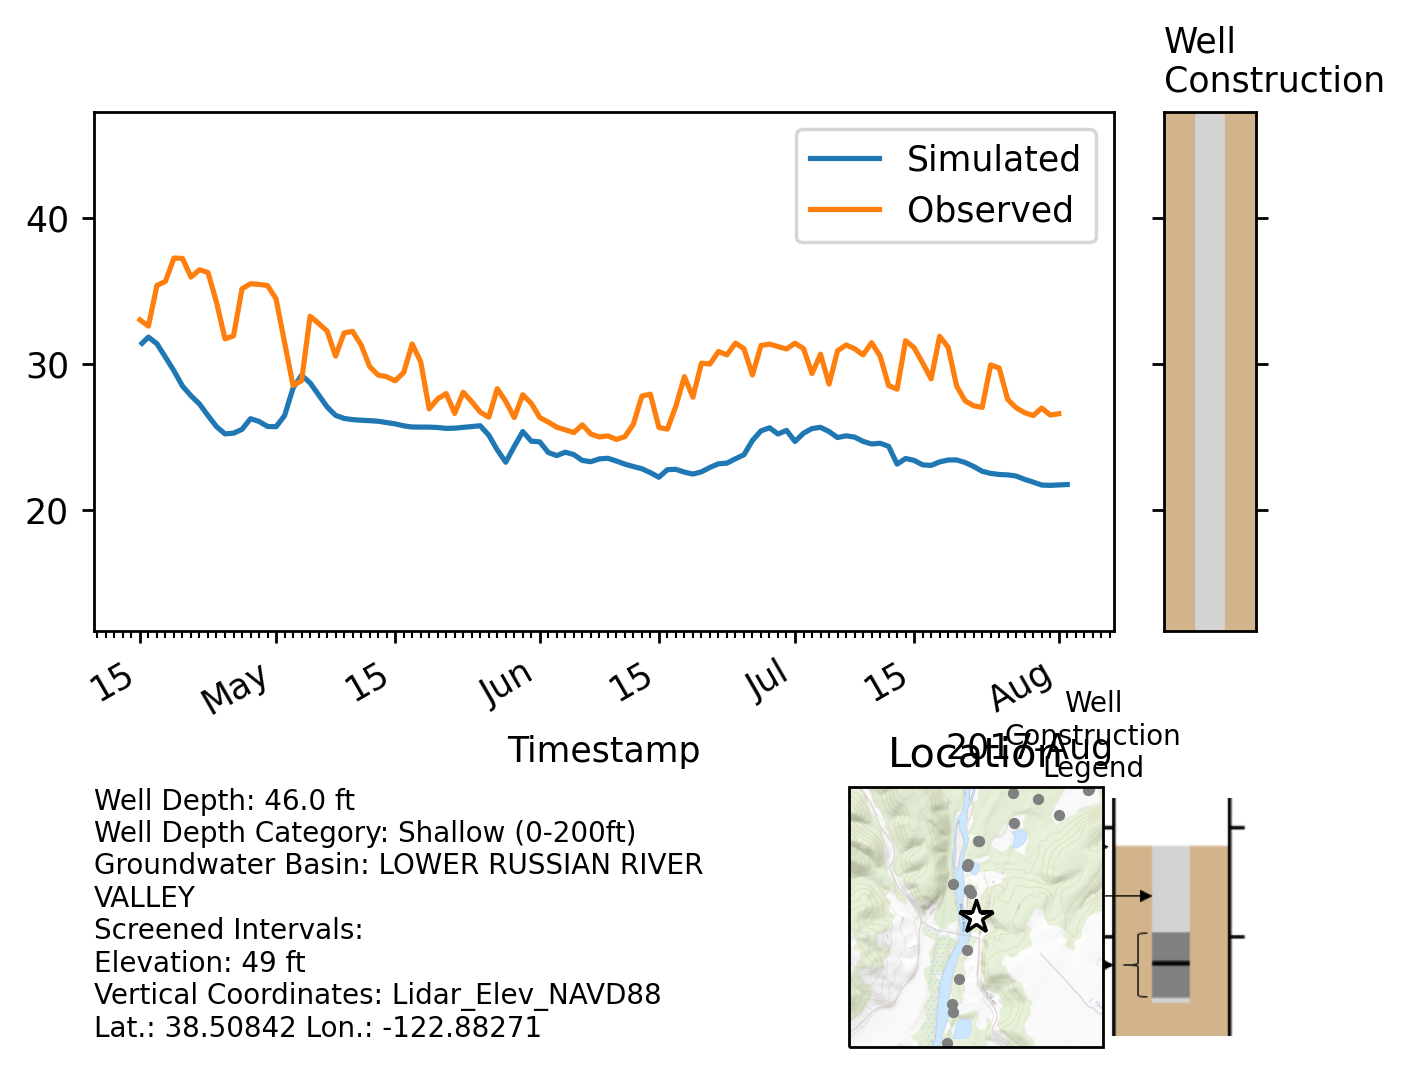 Well
Construction
Simulated
Observed
40
30
20
15
May
15
Jun
15
Jul
15
Aug
Timestamp
2017-Aug
Location
Well
Construction
Legend
Well Depth: 46.0 ft
Well Depth Category: Shallow (0-200ft)
Groundwater Basin: LOWER RUSSIAN RIVER
VALLEY
Screened Intervals:
Elevation: 49 ft
Vertical Coordinates: Lidar_Elev_NAVD88
Lat.: 38.50842 Lon.: -122.88271